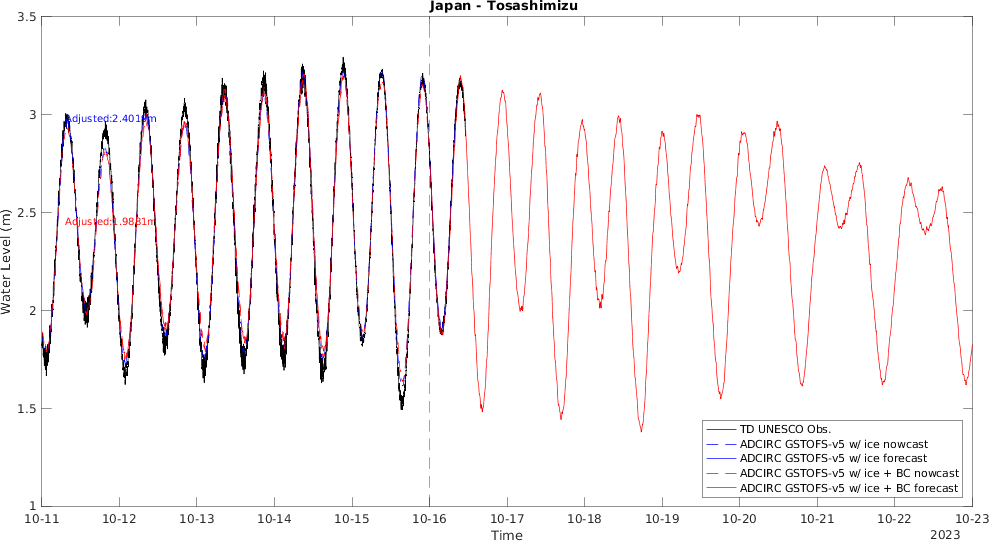 Japan - Tosashimizu
3.5
3
2.5
2
1.5
1
Water Level (m)
Adjusted:2.4019m
Adjusted:1.9831m
TD UNESCO Obs.
ADCIRC GSTOFS-v5 w/ ice nowcast
ADCIRC GSTOFS-v5 w/ ice forecast
ADCIRC GSTOFS-v5 w/ ice + BC nowcast
ADCIRC GSTOFS-v5 w/ ice + BC forecast
10-11 10-12 10-13 10-14 10-15 10-16 10-17 10-18 10-19 10-20 10-21 10-22 10-23
Time
2023